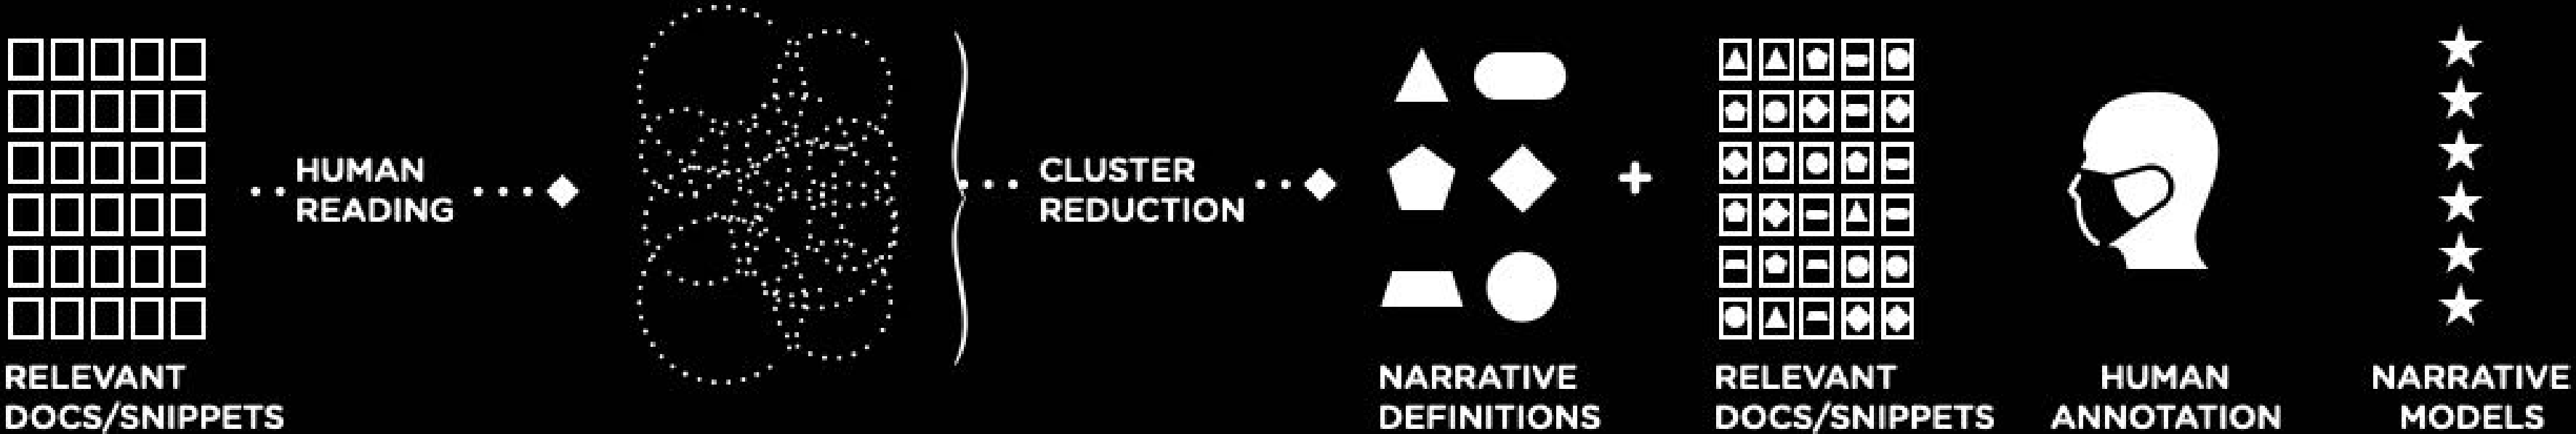 HUMAN
READING
CLUSTER
REDUCTION
RELEVANT
DOCS/SNIPPETS
NARRATIVE
DEFINITIONS
RELEVANT
DOCS/SNIPPETS
HUMAN
ANNOTATION
NARRATIVE
MODELS